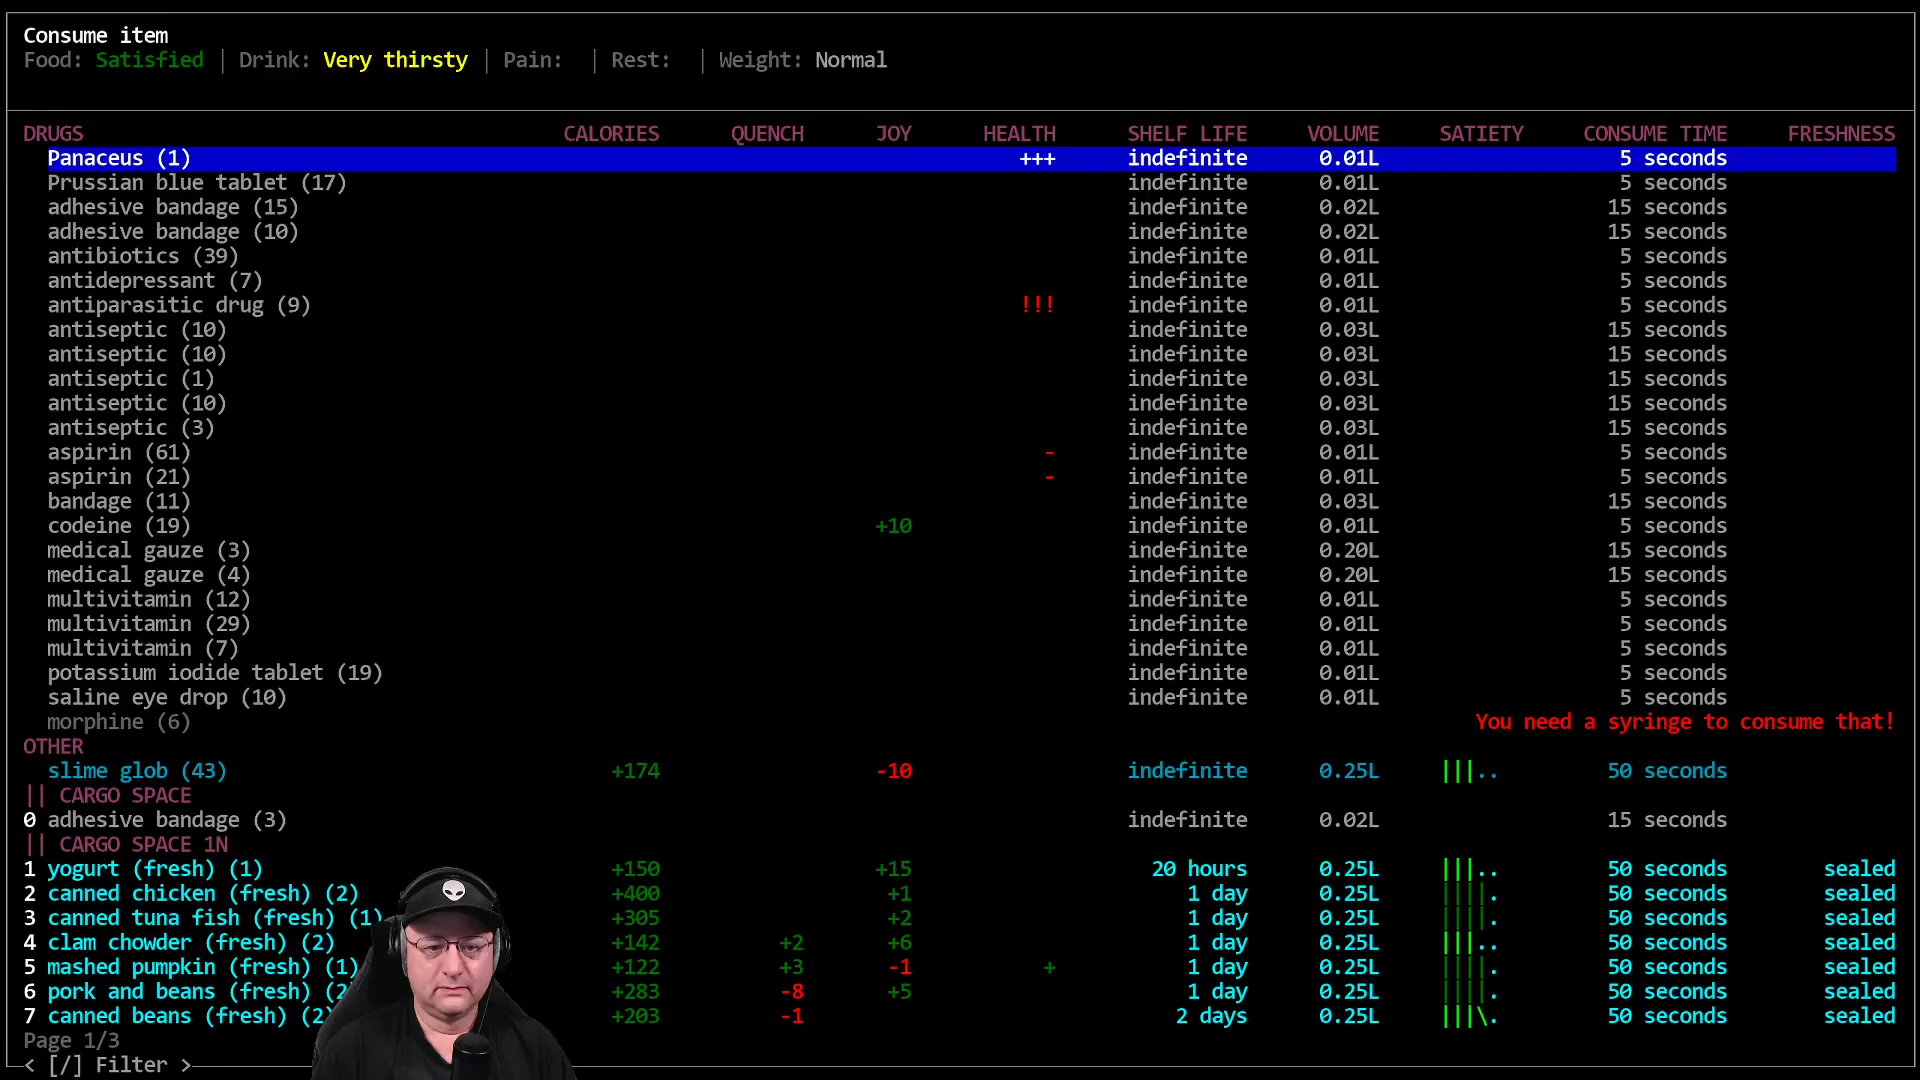 Consume item
Food: Satisfied | Drink: Very thirsty | Pain: | Rest: | Weight: Normal
DRUGS CALORIES QUENCH JOY HEALTH SHELF LIFE VOLUME SATIETY CONSUME TIME FRESHNESS
Panaceus (1) +++ indefinite 0.01L 5 seconds
Prussian blue tablet (17) indefinite 0.01L 5 seconds
adhesive bandage (15) indefinite 0.02L 15 seconds
adhesive bandage (10) indefinite 0.02L 15 seconds
antibiotics (39) indefinite 0.01L 5 seconds
antidepressant (7) indefinite 0.01L 5 seconds
antiparasitic drug (9) !!! indefinite 0.01L 5 seconds
antiseptic (10) indefinite 0.03L 15 seconds
antiseptic (10) indefinite 0.03L 15 seconds
antiseptic (1) indefinite 0.03L 15 seconds
antiseptic (10) indefinite 0.03L 15 seconds
antiseptic (3) indefinite 0.03L 15 seconds
aspirin (61) - indefinite 0.01L 5 seconds
aspirin (21) - indefinite 0.01L 5 seconds
bandage (11) indefinite 0.03L 15 seconds
codeine (19) +10 indefinite 0.01L 5 seconds
medical gauze (3) indefinite 0.20L 15 seconds
medical gauze (4) indefinite 0.20L 15 seconds
multivitamin (12) indefinite 0.01L 5 seconds
multivitamin (29) indefinite 0.01L 5 seconds
multivitamin (7) indefinite 0.01L 5 seconds
potassium iodide tablet (19) indefinite 0.01L 5 seconds
saline eye drop (10) indefinite 0.01L 5 seconds
morphine (6) You need a syringe to consume that!
OTHER
slime glob (43) +174 -10 indefinite 0.25L |||.. 50 seconds
|| CARGO SPACE
0 adhesive bandage (3) indefinite 0.02L 15 seconds
|| CARGO SPACE 1N
1 yogurt (fresh) (1) +150 +15 20 hours 0.25L |||.. 50 seconds sealed
2 canned chicken (fresh) (2) +400 +1 1 day 0.25L ||||. 50 seconds sealed
3 canned tuna fish (fresh) (1) +305 +2 1 day 0.25L ||||. 50 seconds sealed
4 clam chowder (fresh) (2) +142 +2 +6 1 day 0.25L |||.. 50 seconds sealed
5 mashed pumpkin (fresh) (1) +122 +3 -1 + 1 day 0.25L ||||. 50 seconds sealed
6 pork and beans (fresh) (2 +283 -8 +5 1 day 0.25L ||||. 50 seconds sealed
7 canned beans (fresh) (2) +203 -1 2 days 0.25L |||\. 50 seconds sealed
Page 1/3
< [/] Filter >